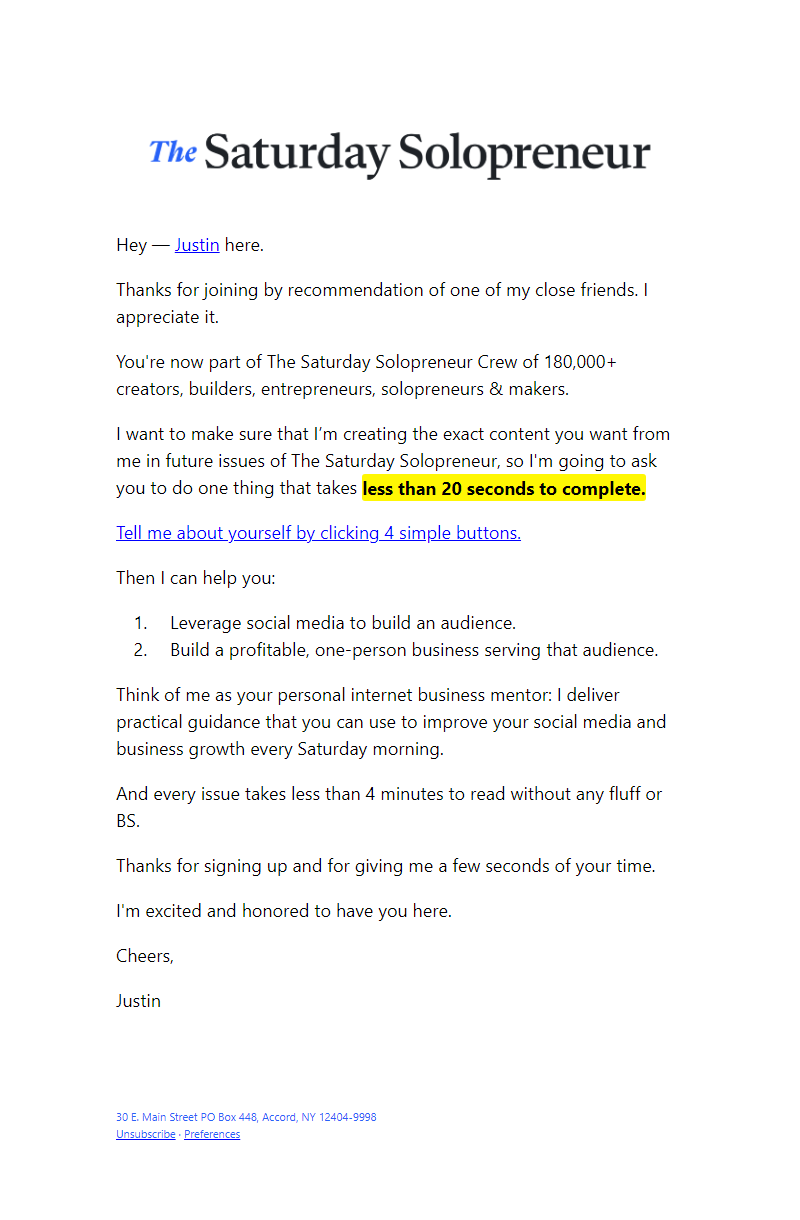 The Saturday Solopreneur
Hey — Justin here.
Thanks for joining by recommendation of one of my close friends. I
appreciate it.
You're now part of The Saturday Solopreneur Crew of 180,000+
creators, builders, entrepreneurs, solopreneurs & makers.
I want to make sure that I’m creating the exact content you want from
me in future issues of The Saturday Solopreneur, so I'm going to ask
you to do one thing that takes less than 20 seconds to complete.
Tell me about yourself by clicking 4 simple buttons.
Then I can help you:
1. Leverage social media to build an audience.
2. Build a profitable, one-person business serving that audience.
Think of me as your personal internet business mentor: I deliver
practical guidance that you can use to improve your social media and
business growth every Saturday morning.
And every issue takes less than 4 minutes to read without any fluff or
BS.
Thanks for signing up and for giving me a few seconds of your time.
I'm excited and honored to have you here.
Cheers,
Justin
30 E. Main Street PO Box 448, Accord, NY 12404-9998
Unsubscribe · Preferences